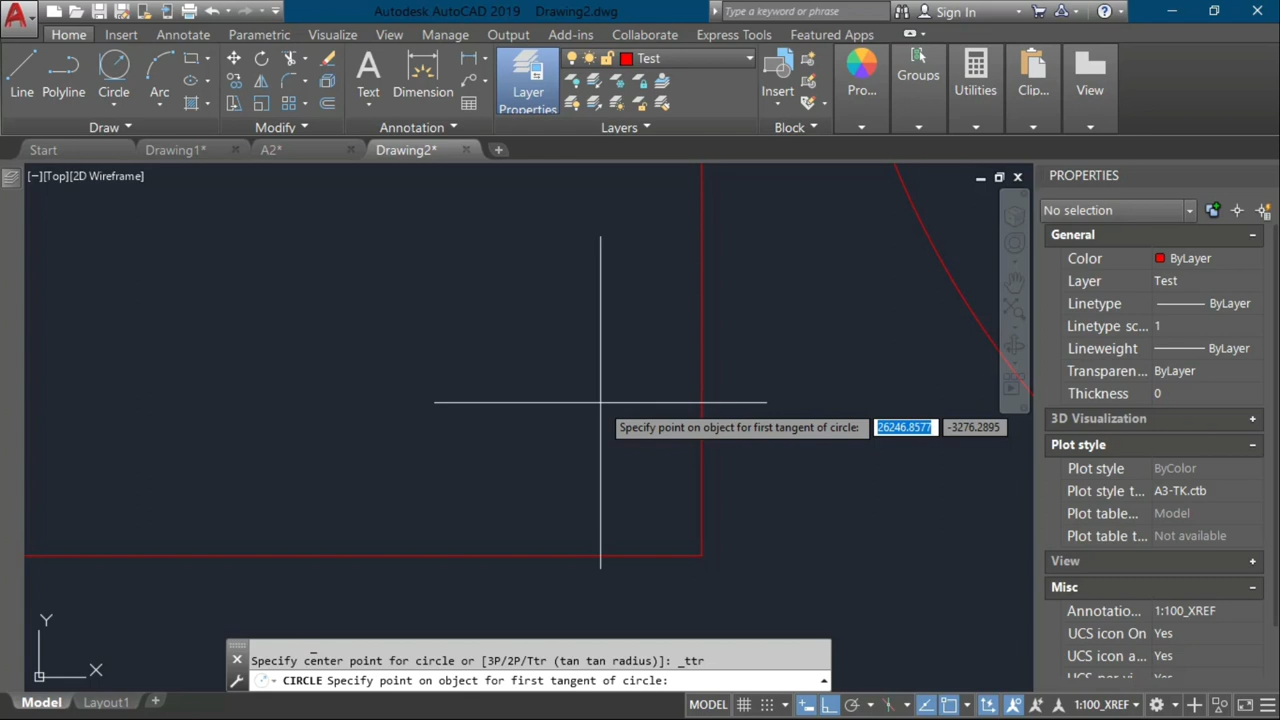 Autodesk AutoCAD 2019 Drawing2.dwg
Type a keyword or phrase
Sign In
Home Insert Annotate Parametric Visualize View Manage Output Add-ins Collaborate Express Tools Featured Apps
Test
Line Polyline Circle Arc
Text Dimension
Layer
Properties
Insert
Pro... Groups Utilities Clip... View
Draw Modify Annotation Layers Block
Start Drawing1* A2* Drawing2*
[−][Top][2D Wireframe]
PROPERTIES
No selection
General
Color ByLayer
Layer Test
Linetype ByLayer
Linetype sc... 1
Lineweight ByLayer
Transparen... ByLayer
Thickness 0
3D Visualization
Plot style
Plot style ByColor
Plot style t... A3-TK.ctb
Plot table... Model
Plot table t... Not available
View
Misc
Annotatio... 1:100_XREF
UCS icon On Yes
UCS icon a... Yes
UCS per vi... Yes
Specify point on object for first tangent of circle: 26246.8577 -3276.2895
Y
X
Specify center point for circle or [3P/2P/Ttr (tan tan radius)]: _ttr
CIRCLE Specify point on object for first tangent of circle:
Model Layout1
MODEL
1:100_XREF